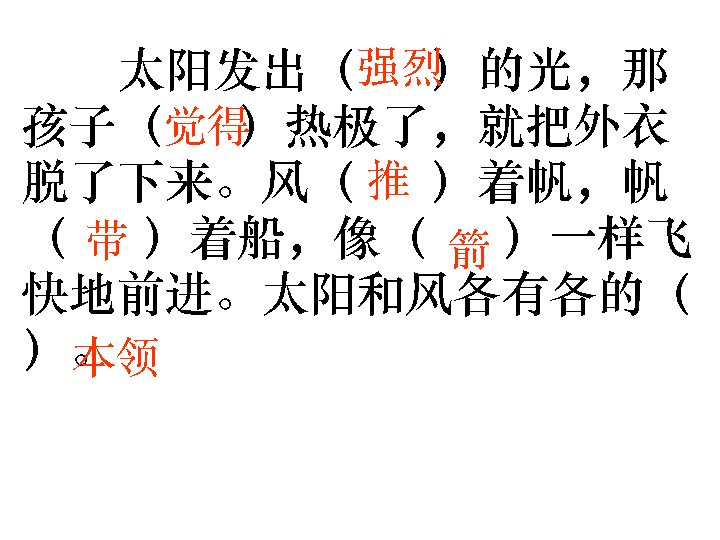 太阳发出（强烈）的光，那
孩子（觉得）热极了，就把外衣
脱了下来。风（推）着帆，帆
（带）着船，像（箭）一样飞
快地前进。太阳和风各有各的（
）。本领